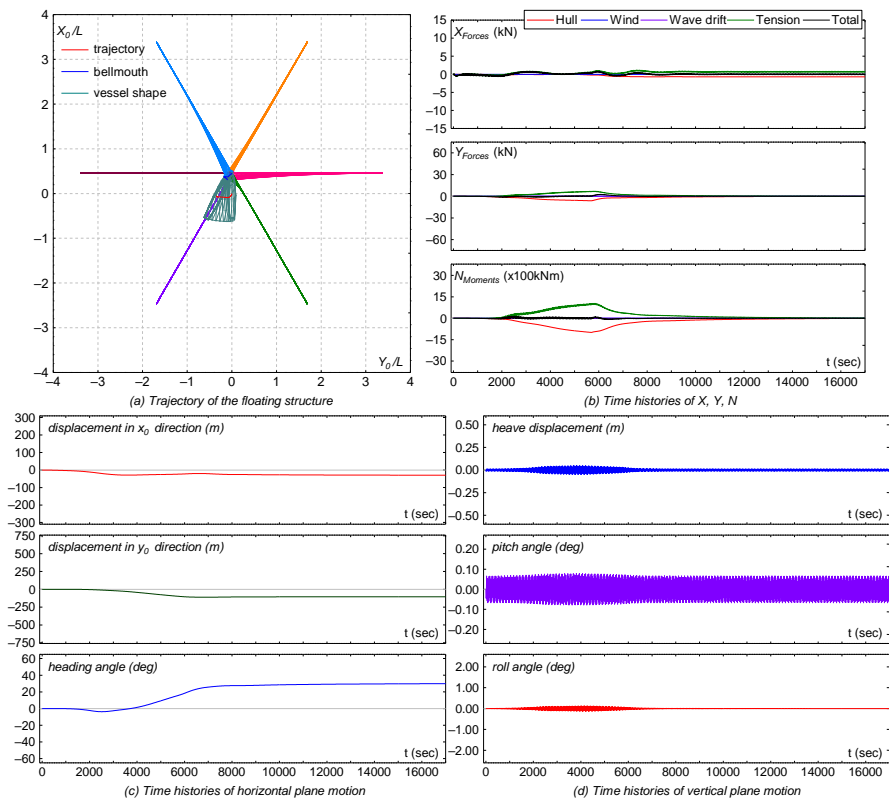 X0/L
trajectory
bellmouth
vessel shape
4
3
2
1
0
−1
2
3
−4
Y0/L
−4 −3 −2 −1 0 1 2 3 4
(a) Trajectory of the floating structure
Hull Wind Wave drift Tension Total
XForces (kN)
15
10
5
0
−5
−10
−15
YForces (kN)
60
30
0
−30
−60
NMoments (x100kNm)
30
15
0
−15
−30
t (sec)
0 2000 4000 6000 8000 10000 12000 14000 16000
(b) Time histories of X, Y, N
displacement in x0 direction (m)
300
200
100
0
−100
−200
−300
t (sec)
displacement in y0 direction (m)
750
500
250
0
−250
−500
−750
t (sec)
heading angle (deg)
60
40
20
0
−20
−40
−60
t (sec)
0 2000 4000 6000 8000 10000 12000 14000 16000
(c) Time histories of horizontal plane motion
heave displacement (m)
0.50
0.25
0.00
−0.25
−0.50
t (sec)
pitch angle (deg)
0.20
0.10
0.00
−0.10
−0.20
t (sec)
roll angle (deg)
2.00
1.00
0.00
−1.00
−2.00
t (sec)
0 2000 4000 6000 8000 10000 12000 14000 16000
(d) Time histories of vertical plane motion